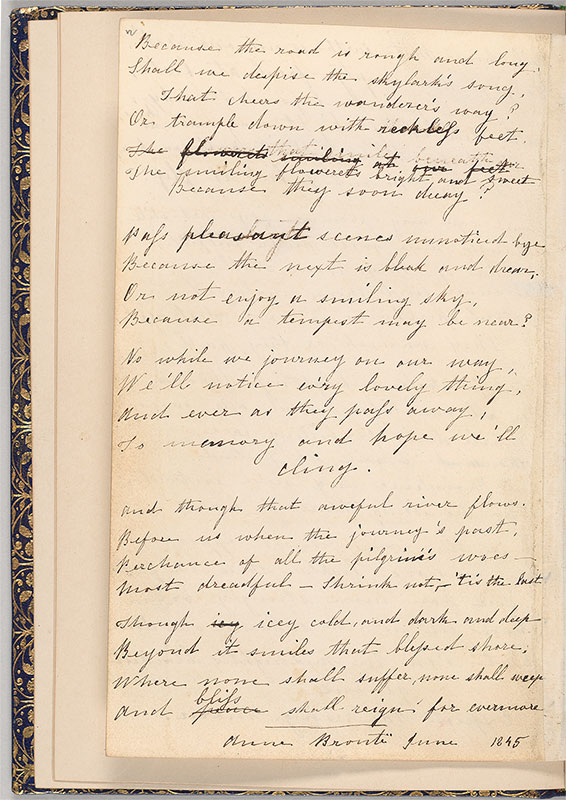 Because the road is rough and long,
Shall we despise the skylark's song,
That cheers the wanderer's way?
Or trample down with reckless feet.
The flowerets smiling at our feet
The smiling flowerets bright and sweet
Because they soon decay?
Pass pleasant scenes unnoticed bye
Because the next is bleak and drear,
Or not enjoy a smiling sky,
Because a tempest may be near?
No while we journey on our way,
We'll notice ev'ry lovely thing,
And ever as they pass away,
To memory and hope we'll
cling.
And though that aweful river flows.
Before us when the journey's past,
Perchance of all the pilgrim's woes—
Most dreadful — Shrink not, 'tis the last
Though icy icey cold, and dark and deep
Beyond it smiles that blessed shore,
Where none shall suffer, none shall weep
bliss
And peace shall reign for evermore
Anne Brontë June 1845